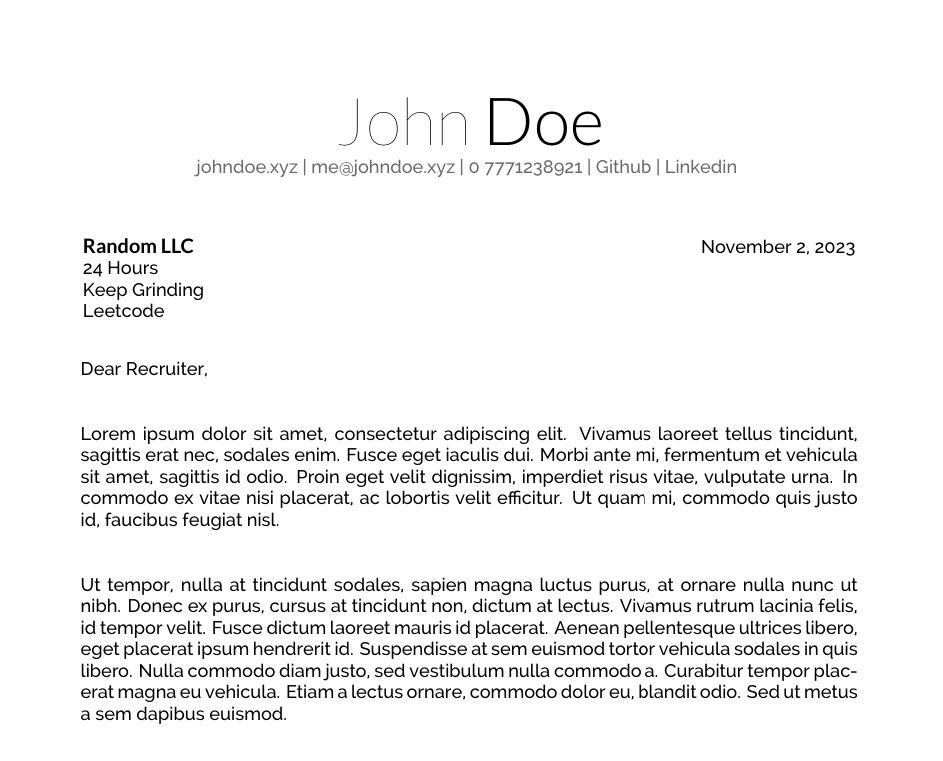 John Doe
johndoe.xyz | me@johndoe.xyz | 0 7771238921 | Github | Linkedin
Random LLC
November 2, 2023
24 Hours
Keep Grinding
Leetcode
Dear Recruiter,
Lorem ipsum dolor sit amet, consectetur adipiscing elit. Vivamus laoreet tellus tincidunt,
sagittis erat nec, sodales enim. Fusce eget iaculis dui. Morbi ante mi, fermentum et vehicula
sit amet, sagittis id odio. Proin eget velit dignissim, imperdiet risus vitae, vulputate urna. In
commodo ex vitae nisi placerat, ac lobortis velit efficitur. Ut quam mi, commodo quis justo
id, faucibus feugiat nisl.
Ut tempor, nulla at tincidunt sodales, sapien magna luctus purus, at ornare nulla nunc ut
nibh. Donec ex purus, cursus at tincidunt non, dictum at lectus. Vivamus rutrum lacinia felis,
id tempor velit. Fusce dictum laoreet mauris id placerat. Aenean pellentesque ultrices libero,
eget placerat ipsum hendrerit id. Suspendisse at sem euismod tortor vehicula sodales in quis
libero. Nulla commodo diam justo, sed vestibulum nulla commodo a. Curabitur tempor plac-
erat magna eu vehicula. Etiam a lectus ornare, commodo dolor eu, blandit odio. Sed ut metus
a sem dapibus euismod.